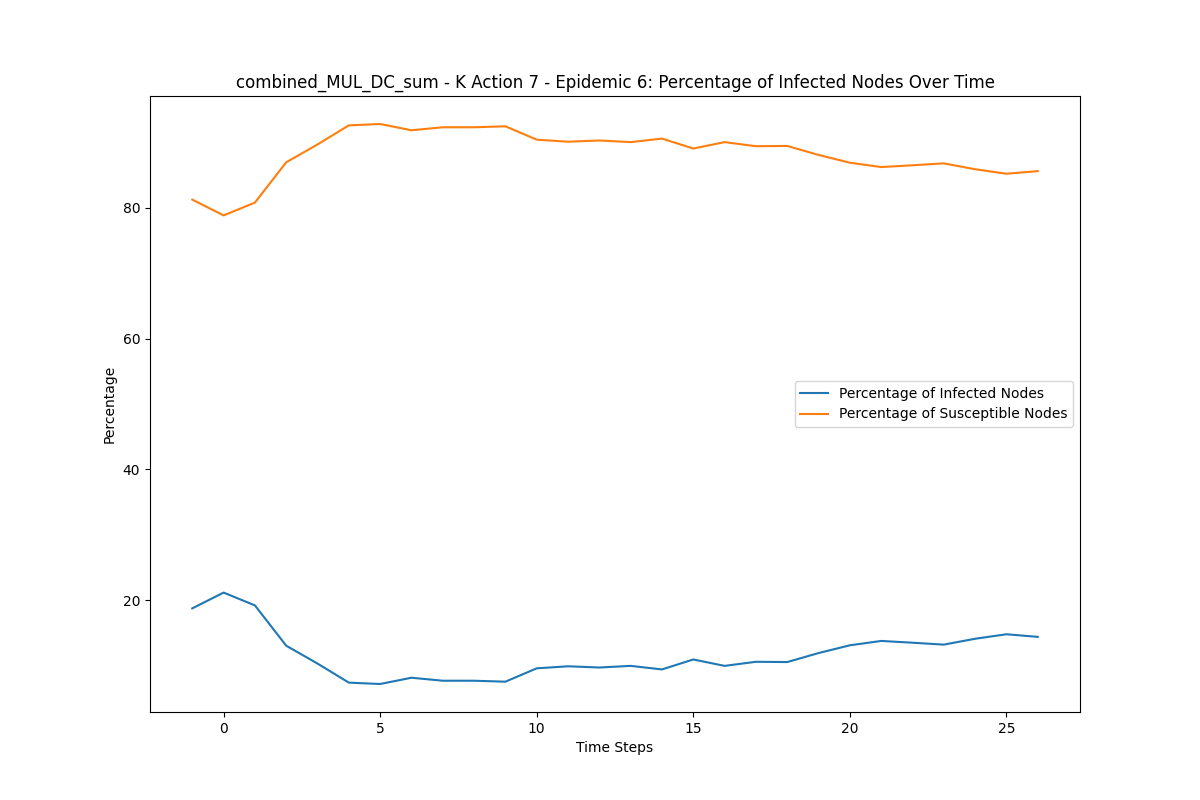 combined_MUL_DC_sum - K Action 7 - Epidemic 6: Percentage of Infected Nodes Over Time
80
60
40
20
Percentage
Percentage of Infected Nodes
Percentage of Susceptible Nodes
0 5 10 15 20 25
Time Steps